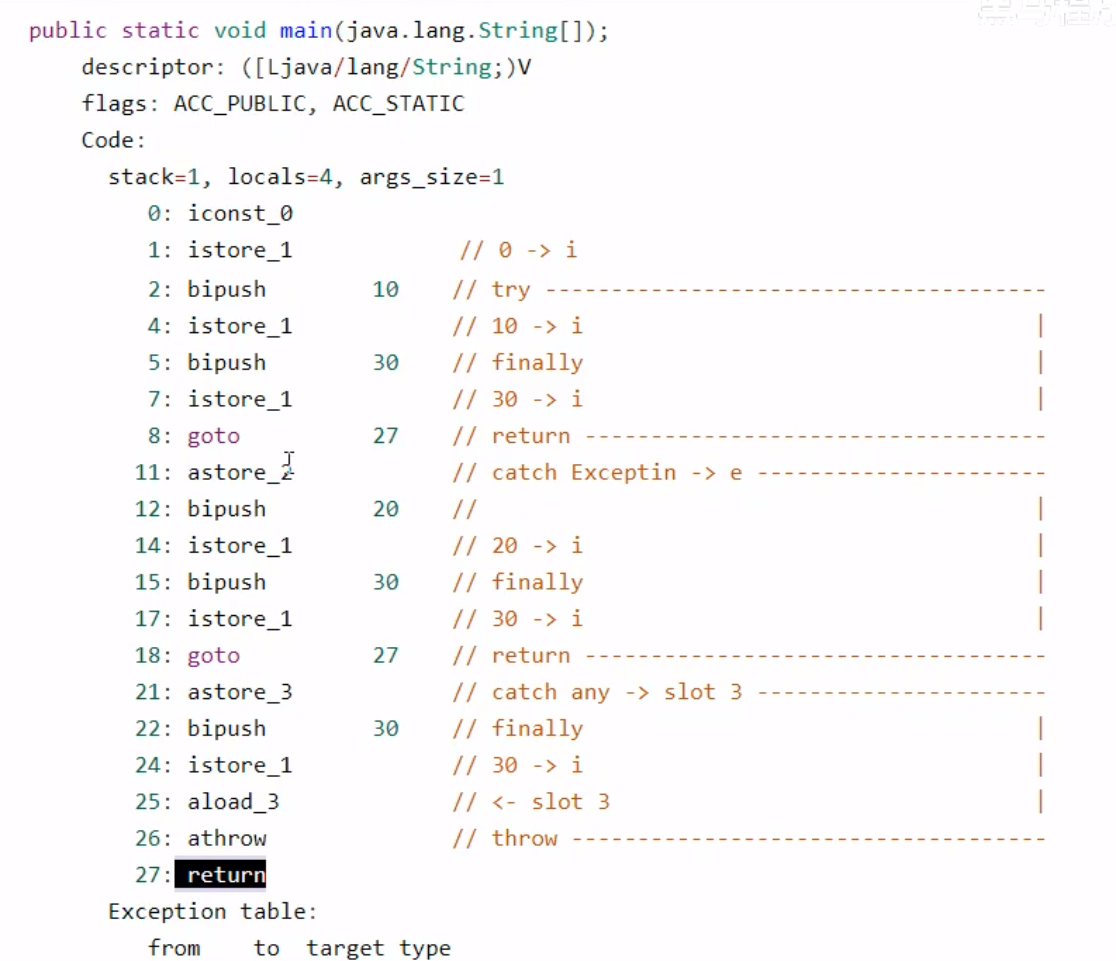 public static void main(java.lang.String[]);
descriptor: ([Ljava/lang/String;)V
flags: ACC_PUBLIC, ACC_STATIC
Code:
stack=1, locals=4, args_size=1
0: iconst_0
1: istore_1 // 0 -> i
2: bipush 10 // try --------------------------------------
4: istore_1 // 10 -> i |
5: bipush 30 // finally |
7: istore_1 // 30 -> i |
8: goto 27 // return -----------------------------------
11: astore_2 // catch Exceptin -> e ----------------------
12: bipush 20 // |
14: istore_1 // 20 -> i |
15: bipush 30 // finally |
17: istore_1 // 30 -> i |
18: goto 27 // return -----------------------------------
21: astore_3 // catch any -> slot 3 ----------------------
22: bipush 30 // finally |
24: istore_1 // 30 -> i |
25: aload_3 // <- slot 3 |
26: athrow // throw ------------------------------------
27: return
Exception table:
from to target type